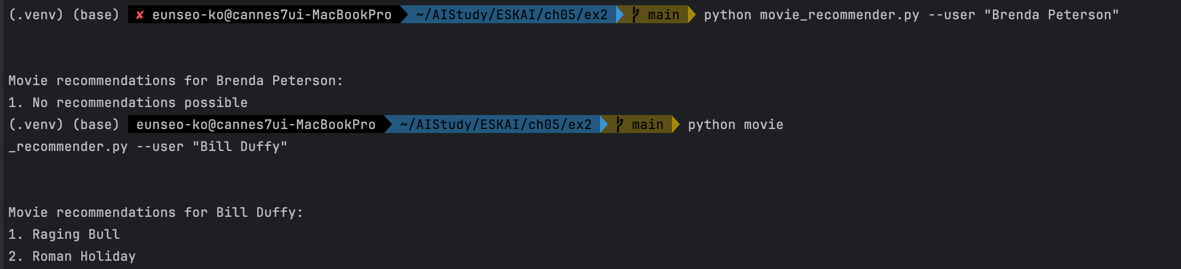 (.venv) (base) ✘ eunseo-ko@cannes7ui-MacBookPro ~/AIStudy/ESKAI/ch05/ex2 main python movie_recommender.py --user "Brenda Peterson"
Movie recommendations for Brenda Peterson:
1. No recommendations possible
(.venv) (base) eunseo-ko@cannes7ui-MacBookPro ~/AIStudy/ESKAI/ch05/ex2 main python movie
_recommender.py --user "Bill Duffy"
Movie recommendations for Bill Duffy:
1. Raging Bull
2. Roman Holiday